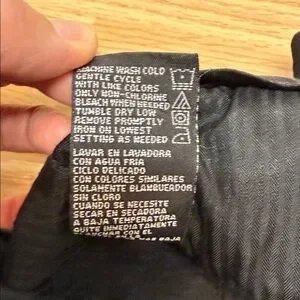 MACHINE WASH COLD
GENTLE CYCLE
WITH LIKE COLORS
ONLY NON-CHLORINE
BLEACH WHEN NEEDED
TUMBLE DRY LOW
REMOVE PROMPTLY
IRON ON LOWEST
SETTING AS NEEDED
LAVAR EN LAVADORA
CON AGUA FRIA
CICLO DELICADO
CON COLORES SIMILARES
SOLAMENTE BLANQUEADOR
SIN CLORO
CUANDO SE NECESITE
SECAR EN SECADORA
A BAJA TEMPERATURA
QUITE INMEDIATAMENTE
BAJA